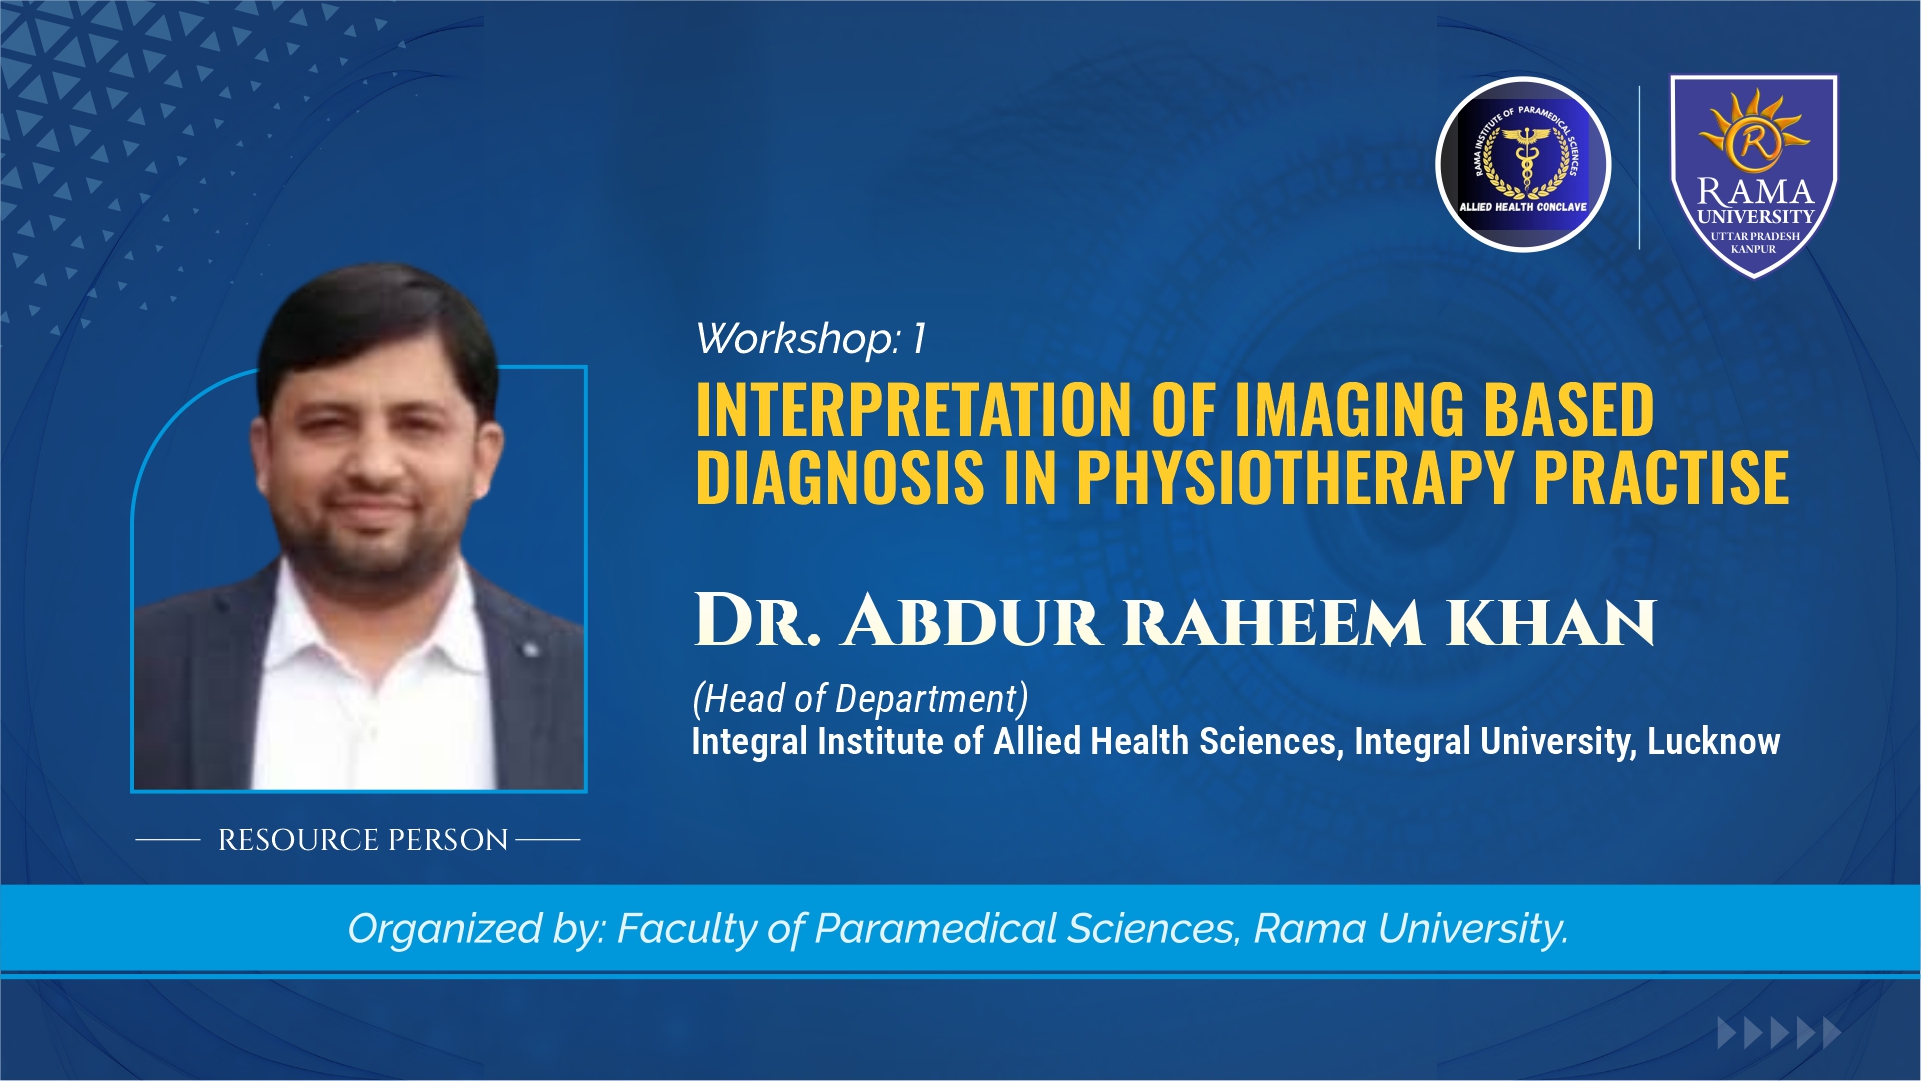 RAMA INSTITUTE OF PARAMEDICAL SCIENCES
ALLIED HEALTH CONCLAVE
R
RAMA
UNIVERSITY
UTTAR PRADESH
KANPUR
Workshop: 1
INTERPRETATION OF IMAGING BASED
DIAGNOSIS IN PHYSIOTHERAPY PRACTISE
DR. ABDUR RAHEEM KHAN
(Head of Department)
Integral Institute of Allied Health Sciences, Integral University, Lucknow
RESOURCE PERSON
Organized by: Faculty of Paramedical Sciences, Rama University.